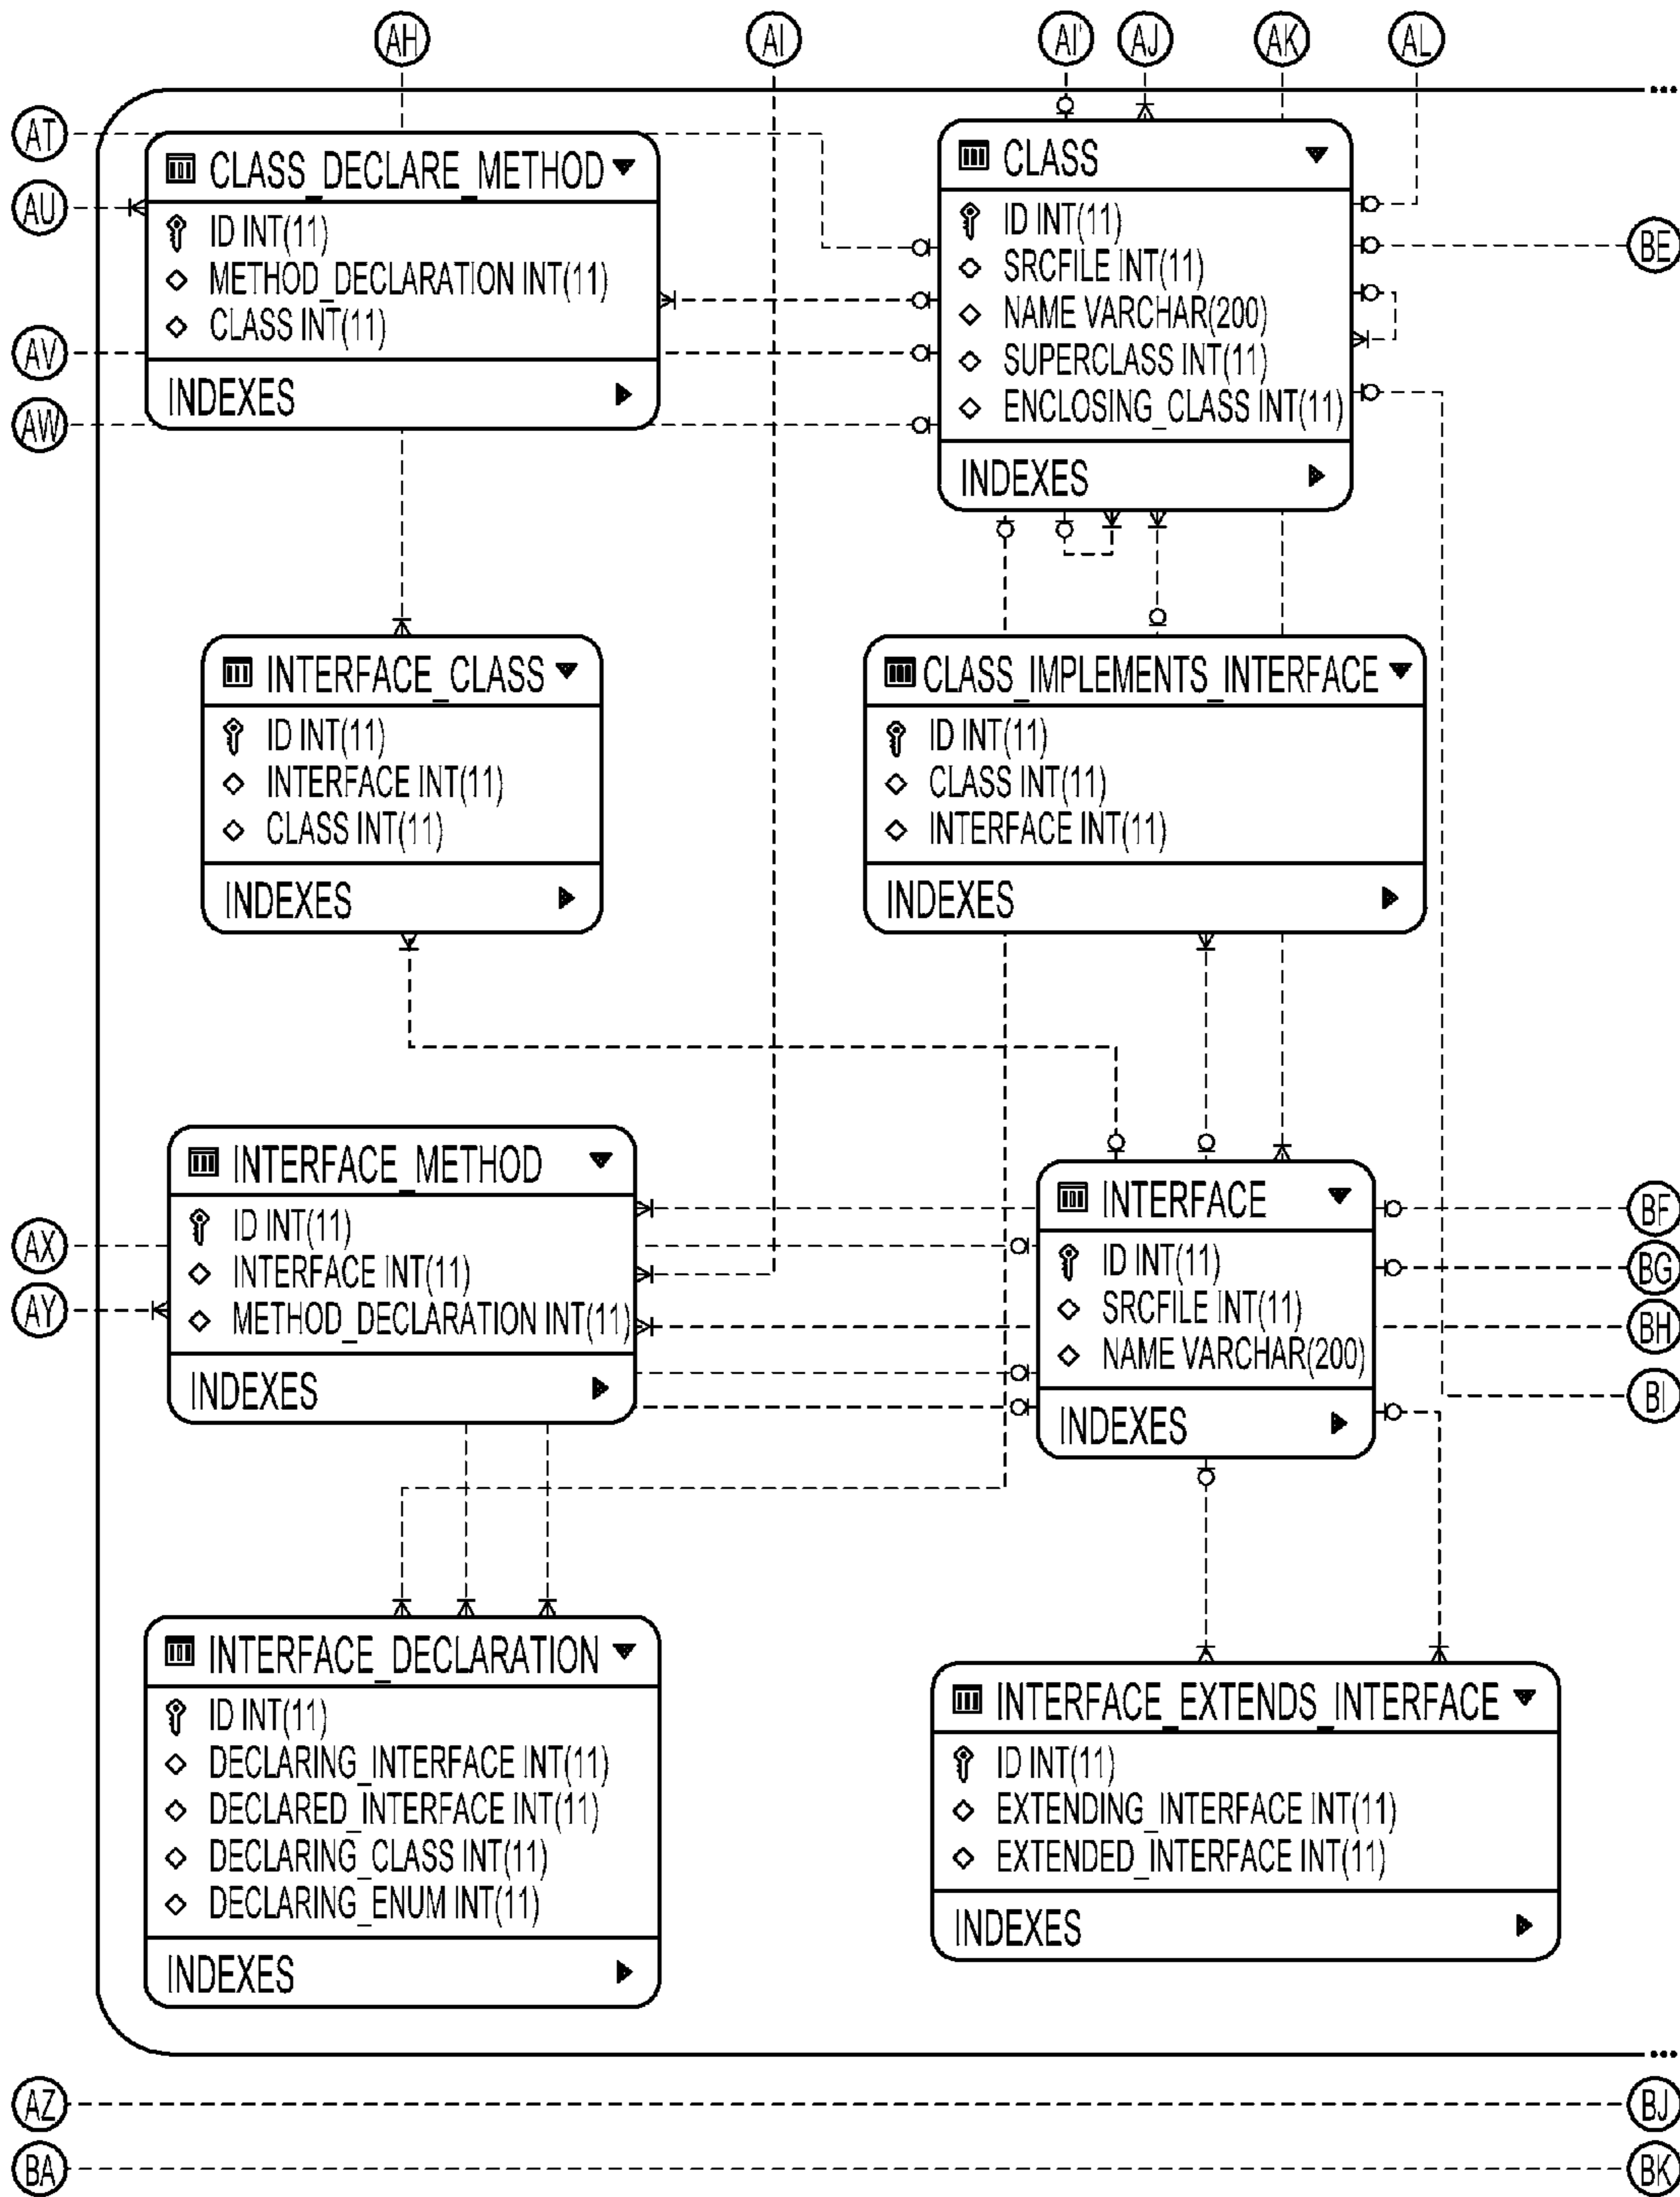 AH
AI
AI'
AJ
AK
AL
AT
AU
AV
AW
CLASS_DECLARE_METHOD
ID INT(11)
METHOD_DECLARATION INT(11)
CLASS INT(11)
INDEXES
CLASS
ID INT(11)
SRCFILE INT(11)
NAME VARCHAR(200)
SUPERCLASS INT(11)
ENCLOSING_CLASS INT(11)
INDEXES
BE
INTERFACE_CLASS
ID INT(11)
INTERFACE INT(11)
CLASS INT(11)
INDEXES
CLASS_IMPLEMENTS_INTERFACE
ID INT(11)
CLASS INT(11)
INTERFACE INT(11)
INDEXES
AX
AY
INTERFACE_METHOD
ID INT(11)
INTERFACE INT(11)
METHOD_DECLARATION INT(11)
INDEXES
INTERFACE
ID INT(11)
SRCFILE INT(11)
NAME VARCHAR(200)
INDEXES
BF
BG
BH
BI
INTERFACE_DECLARATION
ID INT(11)
DECLARING_INTERFACE INT(11)
DECLARED_INTERFACE INT(11)
DECLARING_CLASS INT(11)
DECLARING_ENUM INT(11)
INDEXES
INTERFACE_EXTENDS_INTERFACE
ID INT(11)
EXTENDING_INTERFACE INT(11)
EXTENDED_INTERFACE INT(11)
INDEXES
AZ
BJ
BA
BK